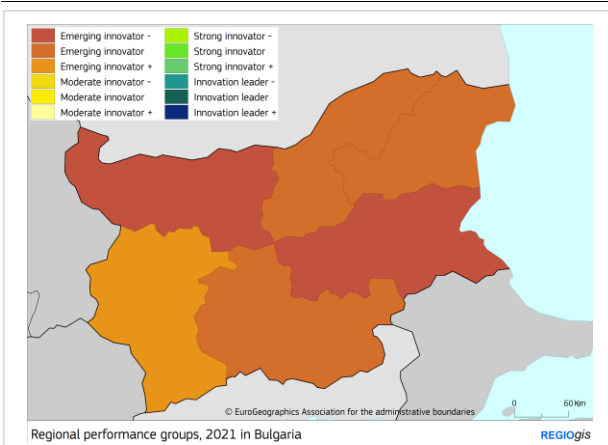 Emerging innovator -
Emerging innovator
Emerging innovator +
Moderate innovator -
Moderate innovator
Moderate innovator +
Strong innovator -
Strong innovator
Strong innovator +
Innovation leader -
Innovation leader
Innovation leader +
© EuroGeographics Association for the administrative boundaries
0 60 Km
Regional performance groups, 2021 in Bulgaria
REGIOgis